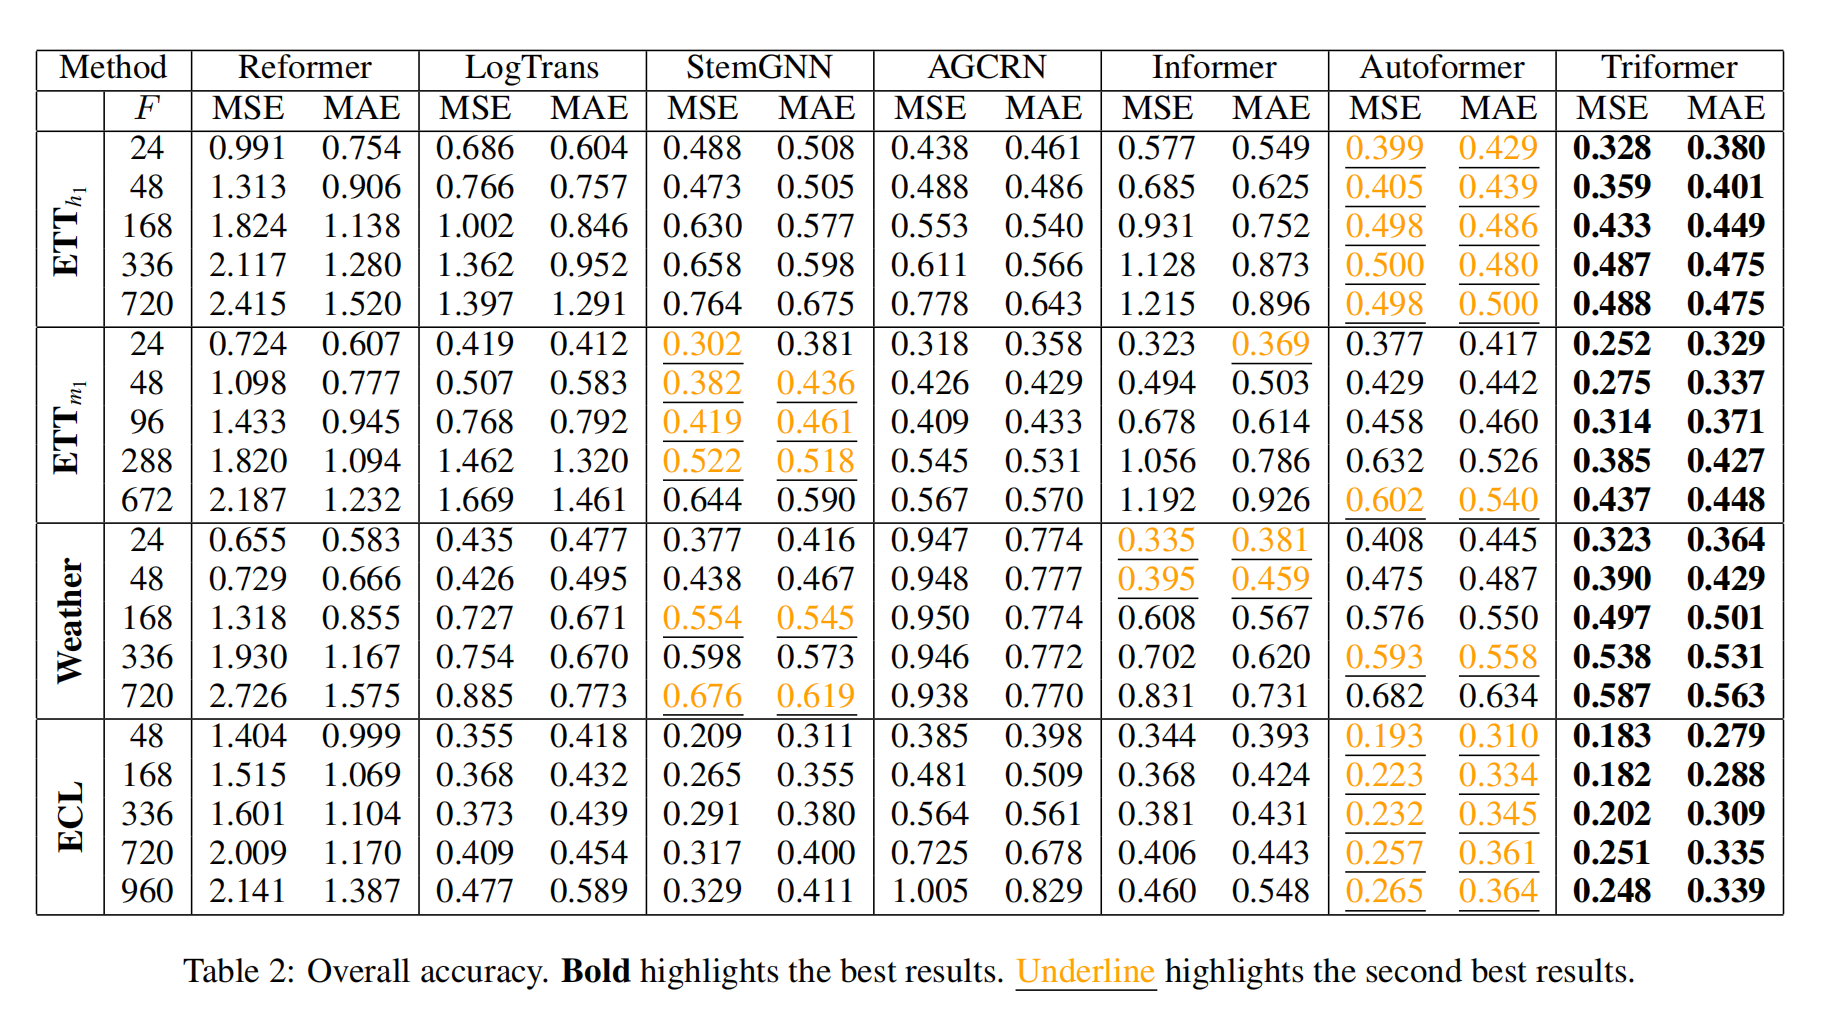 Method Reformer LogTrans StemGNN AGCRN Informer Autoformer Triformer
F MSE MAE MSE MAE MSE MAE MSE MAE MSE MAE MSE MAE MSE MAE
ETTh1
24 0.991 0.754 0.686 0.604 0.488 0.508 0.438 0.461 0.577 0.549 0.399 0.429 0.328 0.380
48 1.313 0.906 0.766 0.757 0.473 0.505 0.488 0.486 0.685 0.625 0.405 0.439 0.359 0.401
168 1.824 1.138 1.002 0.846 0.630 0.577 0.553 0.540 0.931 0.752 0.498 0.486 0.433 0.449
336 2.117 1.280 1.362 0.952 0.658 0.598 0.611 0.566 1.128 0.873 0.500 0.480 0.487 0.475
720 2.415 1.520 1.397 1.291 0.764 0.675 0.778 0.643 1.215 0.896 0.498 0.500 0.488 0.475
ETTm1
24 0.724 0.607 0.419 0.412 0.302 0.381 0.318 0.358 0.323 0.369 0.377 0.417 0.252 0.329
48 1.098 0.777 0.507 0.583 0.382 0.436 0.426 0.429 0.494 0.503 0.429 0.442 0.275 0.337
96 1.433 0.945 0.768 0.792 0.419 0.461 0.409 0.433 0.678 0.614 0.458 0.460 0.314 0.371
288 1.820 1.094 1.462 1.320 0.522 0.518 0.545 0.531 1.056 0.786 0.632 0.526 0.385 0.427
672 2.187 1.232 1.669 1.461 0.644 0.590 0.567 0.570 1.192 0.926 0.602 0.540 0.437 0.448
Weather
24 0.655 0.583 0.435 0.477 0.377 0.416 0.947 0.774 0.335 0.381 0.408 0.445 0.323 0.364
48 0.729 0.666 0.426 0.495 0.438 0.467 0.948 0.777 0.395 0.459 0.475 0.487 0.390 0.429
168 1.318 0.855 0.727 0.671 0.554 0.545 0.950 0.774 0.608 0.567 0.576 0.550 0.497 0.501
336 1.930 1.167 0.754 0.670 0.598 0.573 0.946 0.772 0.702 0.620 0.593 0.558 0.538 0.531
720 2.726 1.575 0.885 0.773 0.676 0.619 0.938 0.770 0.831 0.731 0.682 0.634 0.587 0.563
ECL
48 1.404 0.999 0.355 0.418 0.209 0.311 0.385 0.398 0.344 0.393 0.193 0.310 0.183 0.279
168 1.515 1.069 0.368 0.432 0.265 0.355 0.481 0.509 0.368 0.424 0.223 0.334 0.182 0.288
336 1.601 1.104 0.373 0.439 0.291 0.380 0.564 0.561 0.381 0.431 0.232 0.345 0.202 0.309
720 2.009 1.170 0.409 0.454 0.317 0.400 0.725 0.678 0.406 0.443 0.257 0.361 0.251 0.335
960 2.141 1.387 0.477 0.589 0.329 0.411 1.005 0.829 0.460 0.548 0.265 0.364 0.248 0.339
Table 2: Overall accuracy. Bold highlights the best results. Underline highlights the second best results.